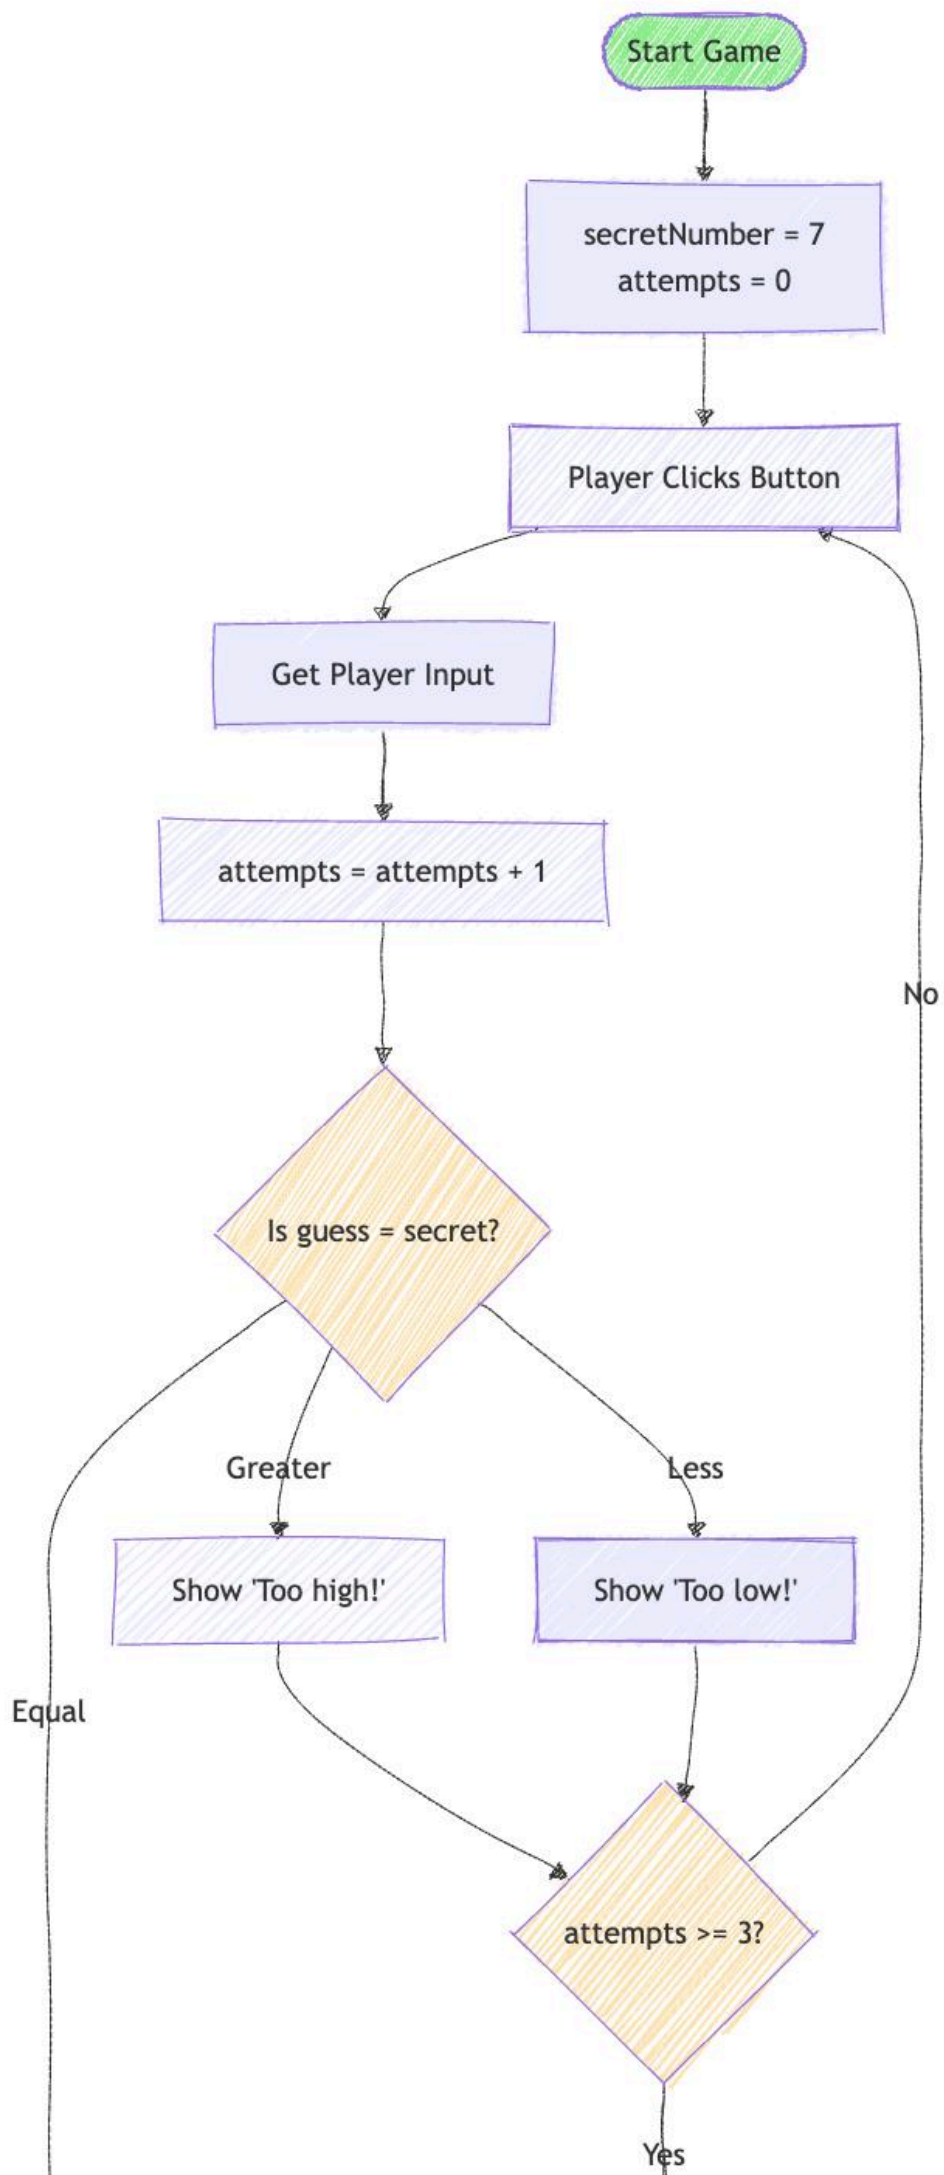 Start Game
secretNumber = 7
attempts = 0
Player Clicks Button
Get Player Input
attempts = attempts + 1
No
Is guess = secret?
Greater
Less
Show 'Too high!'
Show 'Too low!'
Equal
attempts >= 3?
Yes